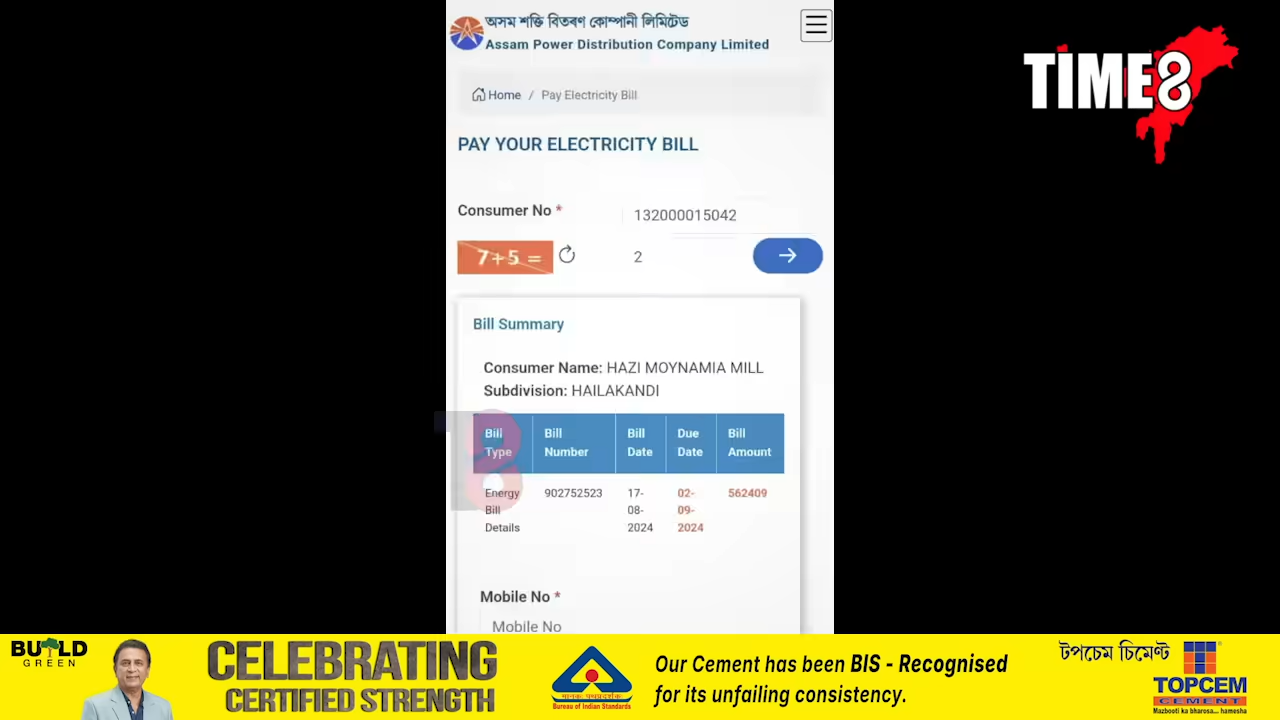 অসম শক্তি বিতৰণ কোম্পানী লিমিটেড
Assam Power Distribution Company Limited
TIME8
Home / Pay Electricity Bill
PAY YOUR ELECTRICITY BILL
Consumer No * 132000015042
7+5 = 2
Bill Summary
Consumer Name: HAZI MOYNAMIA MILL
Subdivision: HAILAKANDI
Bill Type Bill Number Bill Date Due Date Bill Amount
Energy Bill Details 902752523 17-08-2024 02-09-2024 562409
Mobile No *
Mobile No
BUILD
GREEN
CELEBRATING
CERTIFIED STRENGTH
मानकः पथप्रदर्शकः
Bureau of Indian Standards
Our Cement has been BIS - Recognised
for its unfailing consistency.
টপচেম চিমেণ্ট
TOPCEM
CEMENT
Mazbooti ka bharosa... hamesha